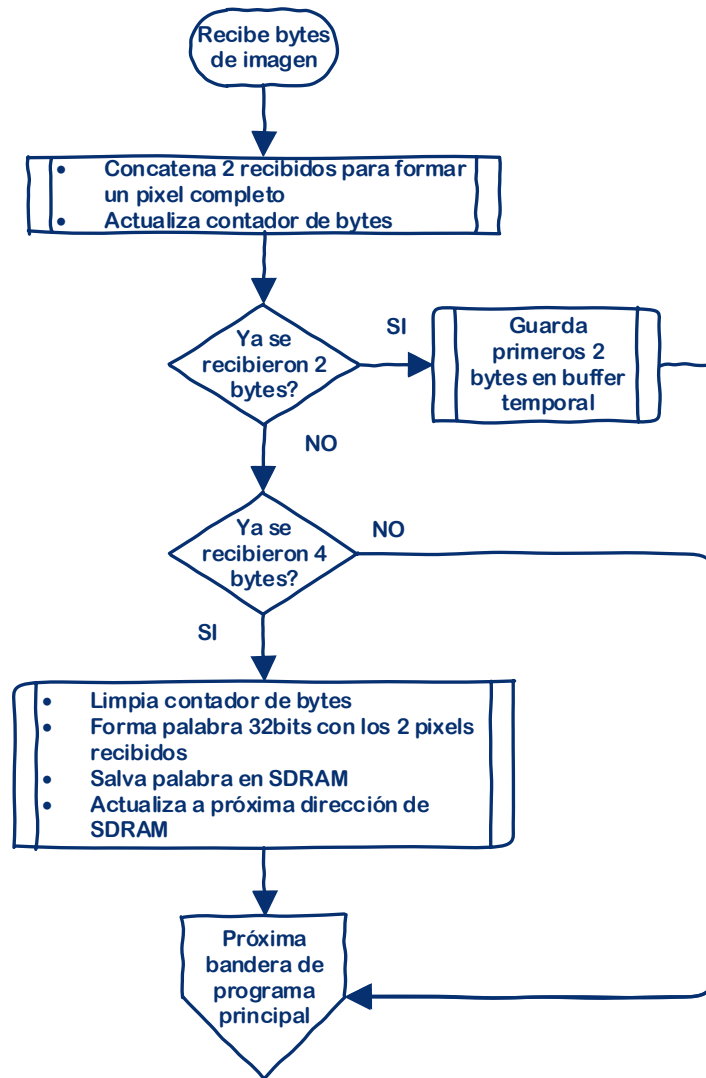 Recibe bytes
de imagen
• Concatena 2 recibidos para formar
un pixel completo
• Actualiza contador de bytes
Ya se
recibieron 2
bytes?
SI
Guarda
primeros 2
bytes en buffer
temporal
NO
Ya se
recibieron 4
bytes?
NO
SI
• Limpia contador de bytes
• Forma palabra 32bits con los 2 pixels
recibidos
• Salva palabra en SDRAM
• Actualiza a próxima dirección de
SDRAM
Próxima
bandera de
programa
principal